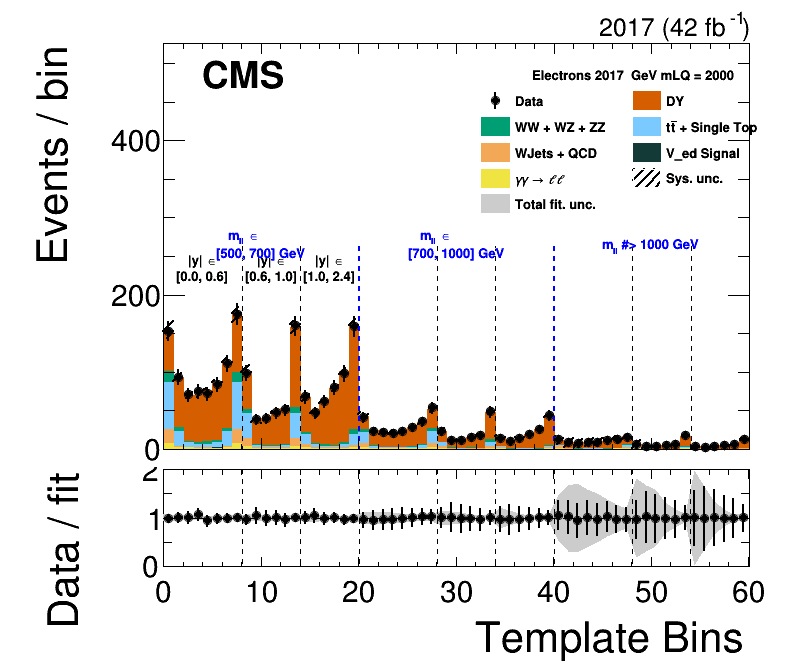 2017 (42 fb⁻¹)
CMS
Electrons 2017 GeV mLQ = 2000
Data
DY
WW + WZ + ZZ
tt̄ + Single Top
WJets + QCD
V_ed Signal
γγ → ℓℓ
Sys. unc.
Total fit. unc.
Events / bin
400
200
0
m_ll ∈
[500, 700] GeV
m_ll ∈
[700, 1000] GeV
m_ll #> 1000 GeV
|y| ∈
[0.0, 0.6]
|y| ∈
[0.6, 1.0]
|y| ∈
[1.0, 2.4]
Data / fit
2
1
0
0 10 20 30 40 50 60
Template Bins